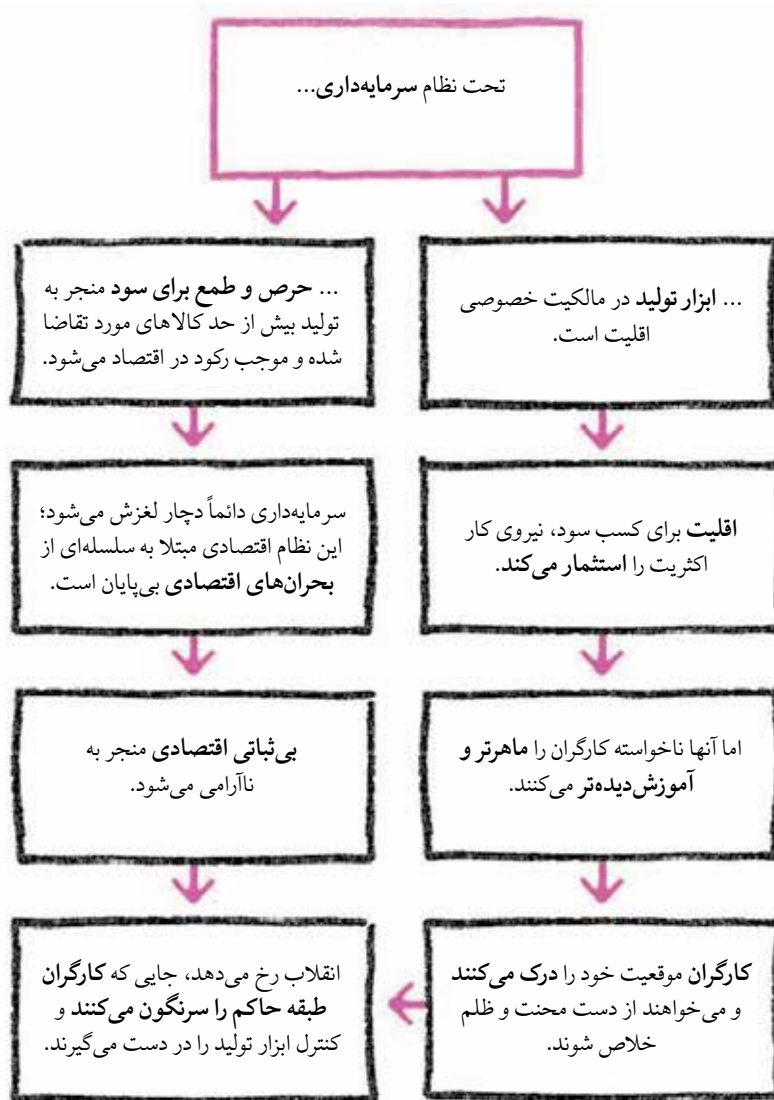 تحت نظام سرمایه‌داری...
... ابزار تولید در مالکیت خصوصی
اقلیت است.
اقلیت برای کسب سود، نیروی کار
اکثریت را استثمار می‌کند.
اما آنها ناخواسته کارگران را ماهرتر و
آموزش‌دیده‌تر می‌کنند.
کارگران موقعیت خود را درک می‌کنند
و می‌خواهند از دست محنت و ظلم
خلاص شوند.
... حرص و طمع برای سود منجر به
تولید بیش از حد کالاهای مورد تقاضا
شده و موجب رکود در اقتصاد می‌شود.
سرمایه‌داری دائماً دچار لغزش می‌شود؛
این نظام اقتصادی مبتلا به سلسله‌ای از
بحران‌های اقتصادی بی‌پایان است.
بی‌ثباتی اقتصادی منجر به
ناآرامی می‌شود.
انقلاب رخ می‌دهد، جایی که کارگران
طبقه حاکم را سرنگون می‌کنند و
کنترل ابزار تولید را در دست می‌گیرند.